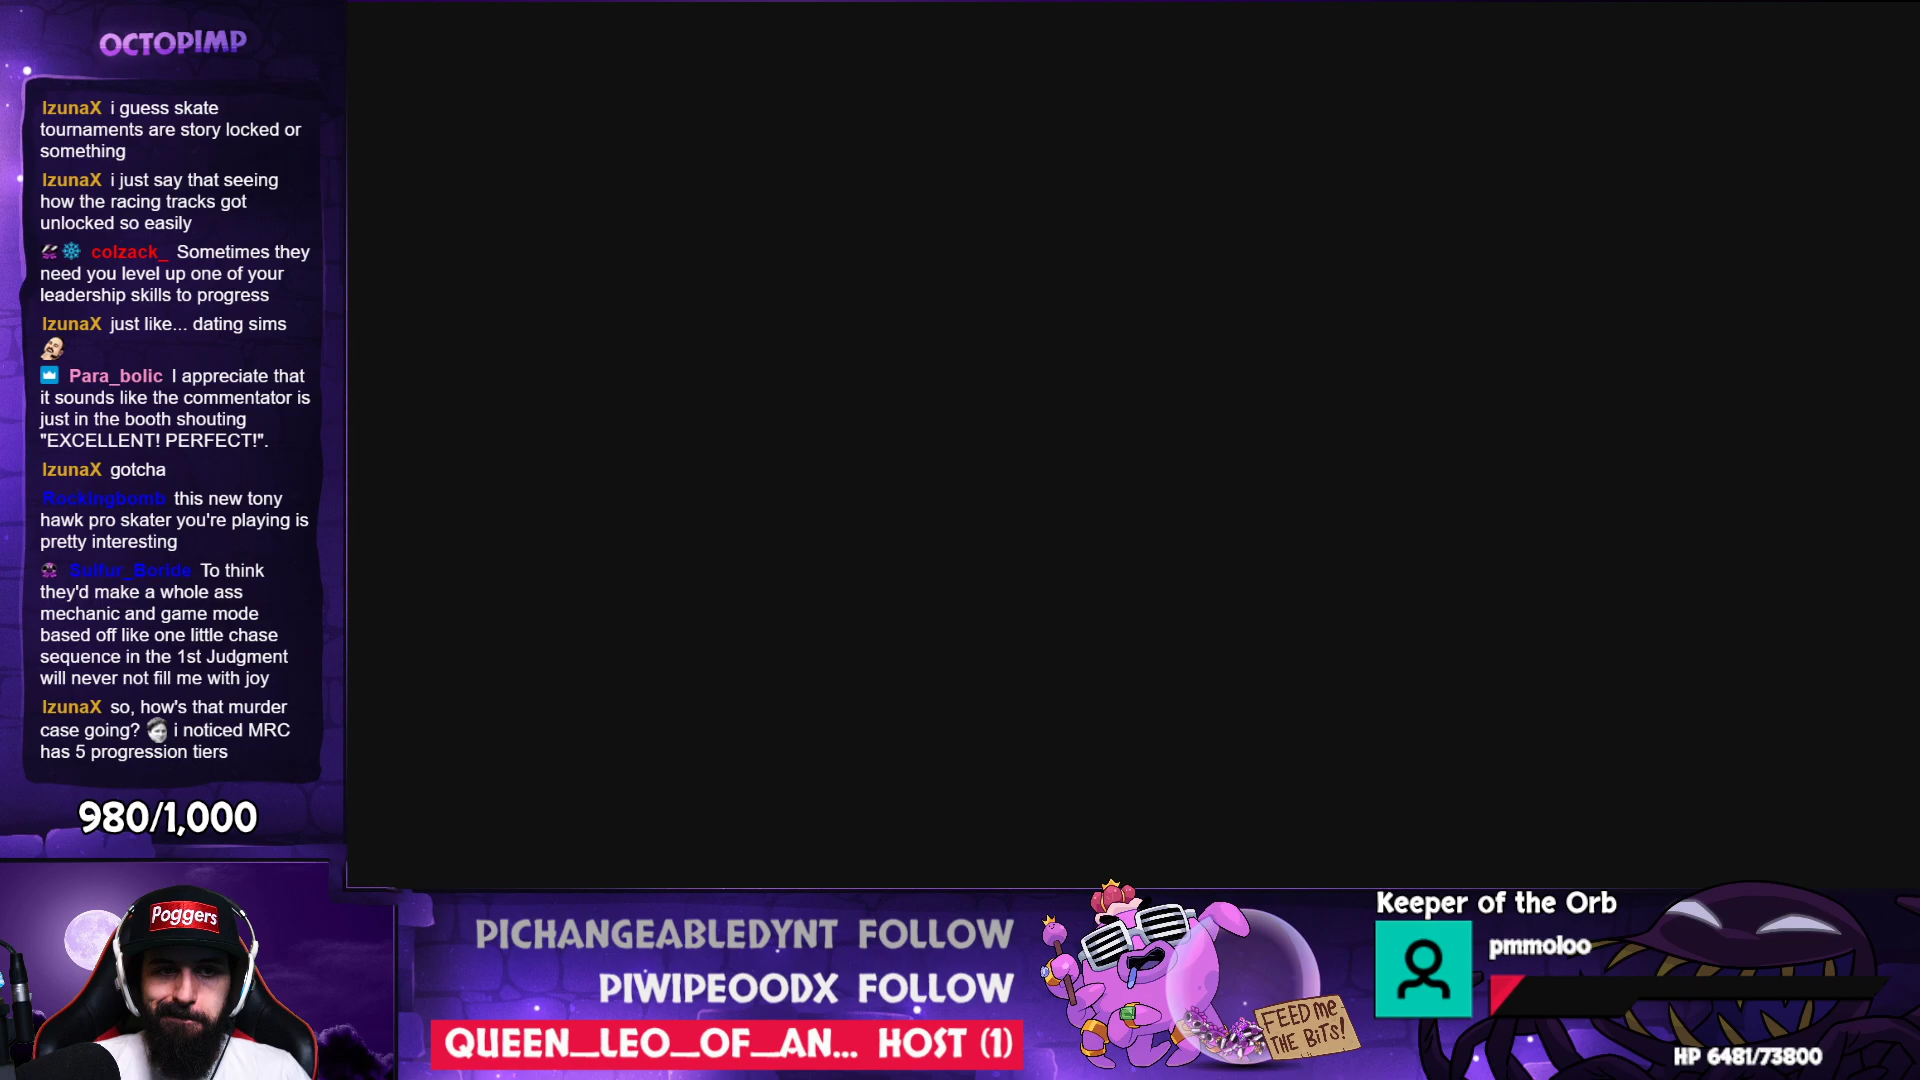 OCTOPIMP
IzunaX i guess skate
tournaments are story locked or
something
IzunaX i just say that seeing
how the racing tracks got
unlocked so easily
colzack_ Sometimes they
need you level up one of your
leadership skills to progress
IzunaX just like... dating sims
Para_bolic I appreciate that
it sounds like the commentator is
just in the booth shouting
"EXCELLENT! PERFECT!".
IzunaX gotcha
RockIngbomb this new tony
hawk pro skater you're playing is
pretty interesting
Sulfur_Boride To think
they'd make a whole ass
mechanic and game mode
based off like one little chase
sequence in the 1st Judgment
will never not fill me with joy
IzunaX so, how's that murder
case going? i noticed MRC
has 5 progression tiers
980/1,000
Poggers
PICHANGEABLEDYNT FOLLOW
PIWIPEOODX FOLLOW
QUEEN_LEO_OF_AN... HOST (1)
FEED ME
THE BiTS!
Keeper of the Orb
pmmoloo
HP 6481/73800